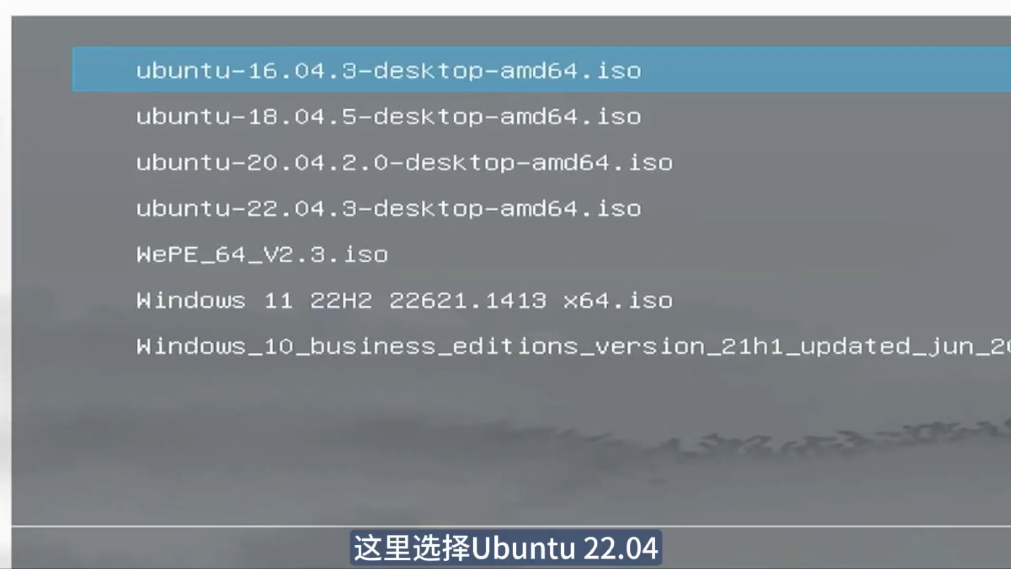 ubuntu-16.04.3-desktop-amd64.iso
ubuntu-18.04.5-desktop-amd64.iso
ubuntu-20.04.2.0-desktop-amd64.iso
ubuntu-22.04.3-desktop-amd64.iso
WePE_64_V2.3.iso
Windows 11 22H2 22621.1413 x64.iso
Windows_10_business_editions_version_21h1_updated_jun_20
这里选择Ubuntu 22.04